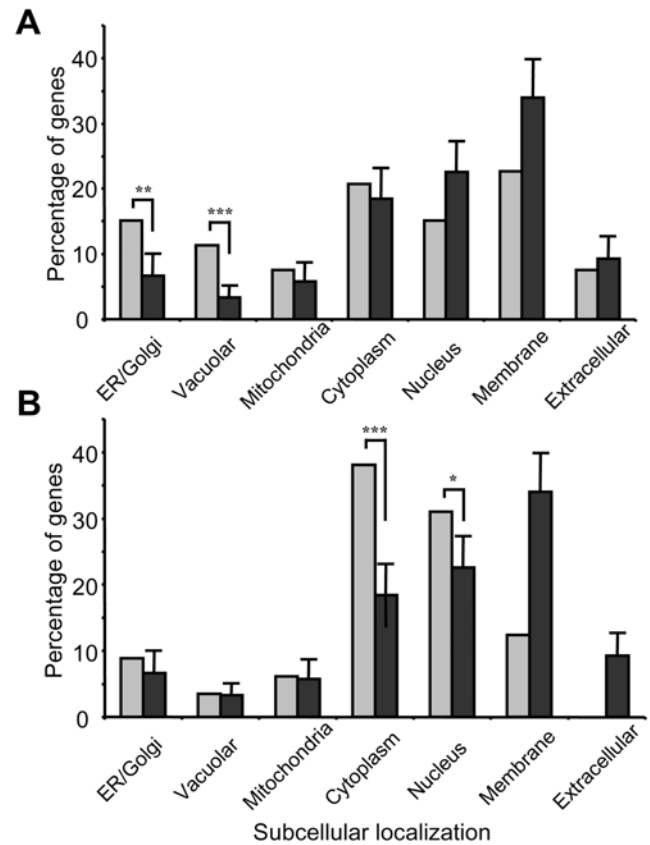 A
Percentage of genes
40
30
20
10
0
**
***
ER/Golgi
Vacuolar
Mitochondria
Cytoplasm
Nucleus
Membrane
Extracellular
B
Percentage of genes
40
30
20
10
0
***
*
ER/Golgi
Vacuolar
Mitochondria
Cytoplasm
Nucleus
Membrane
Extracellular
Subcellular localization